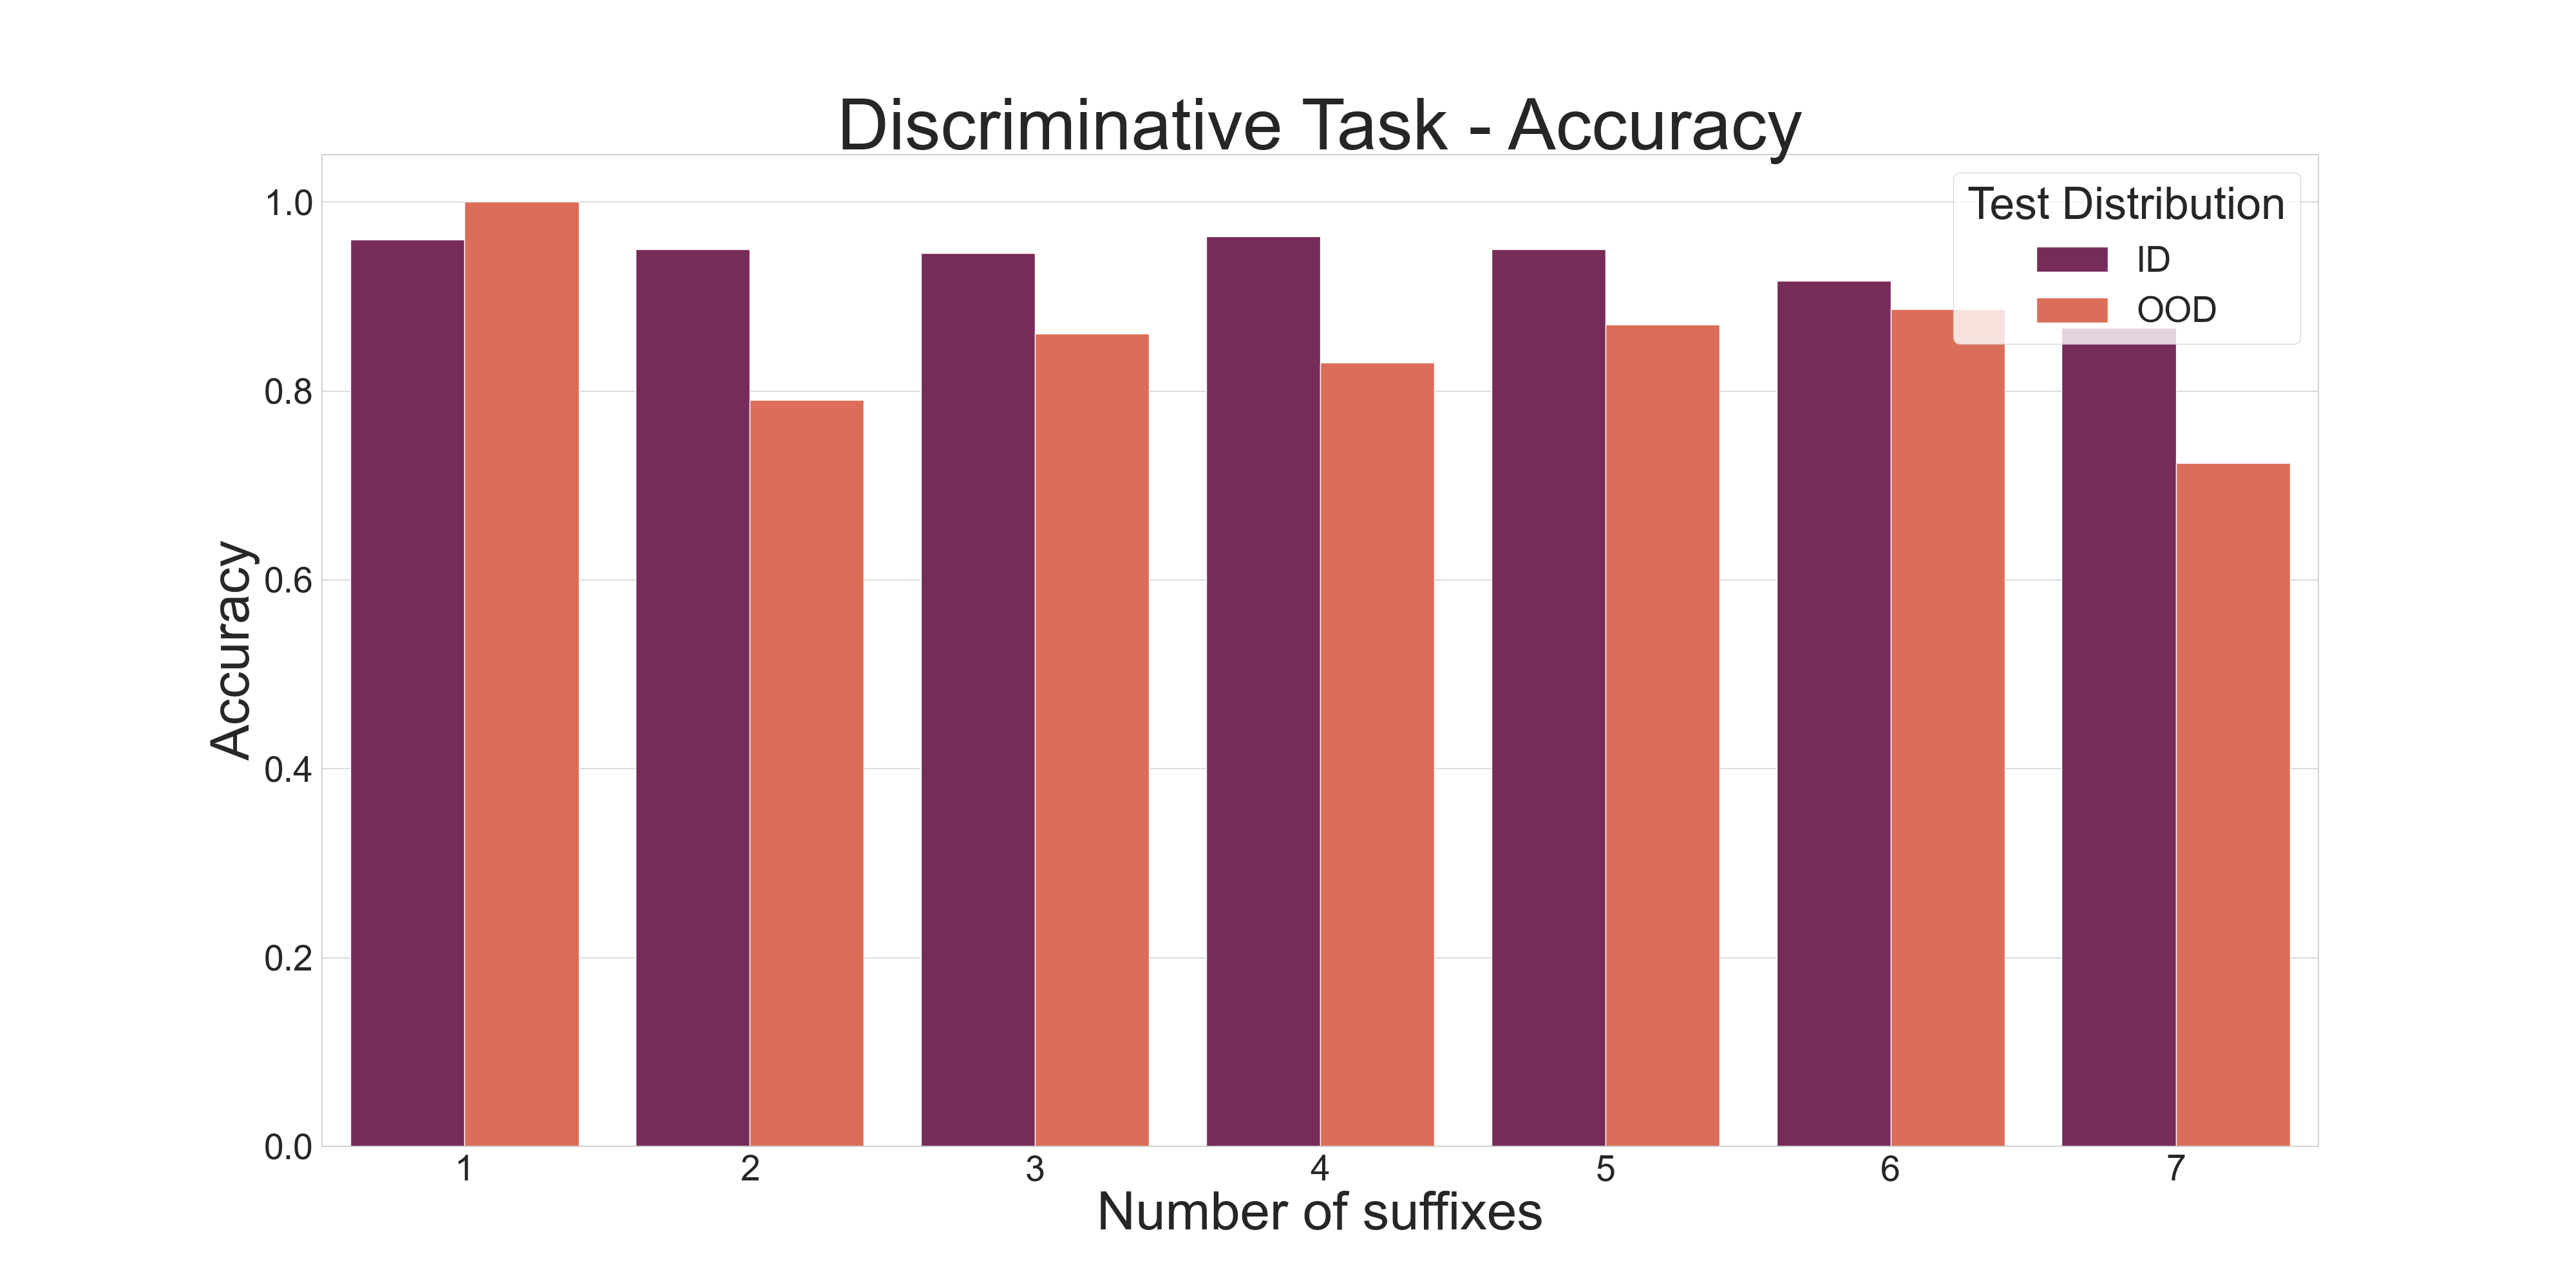 Discriminative Task - Accuracy
Test Distribution
ID
OOD
1.0
0.8
0.6
0.4
0.2
0.0
Accuracy
1 2 3 4 5 6 7
Number of suffixes